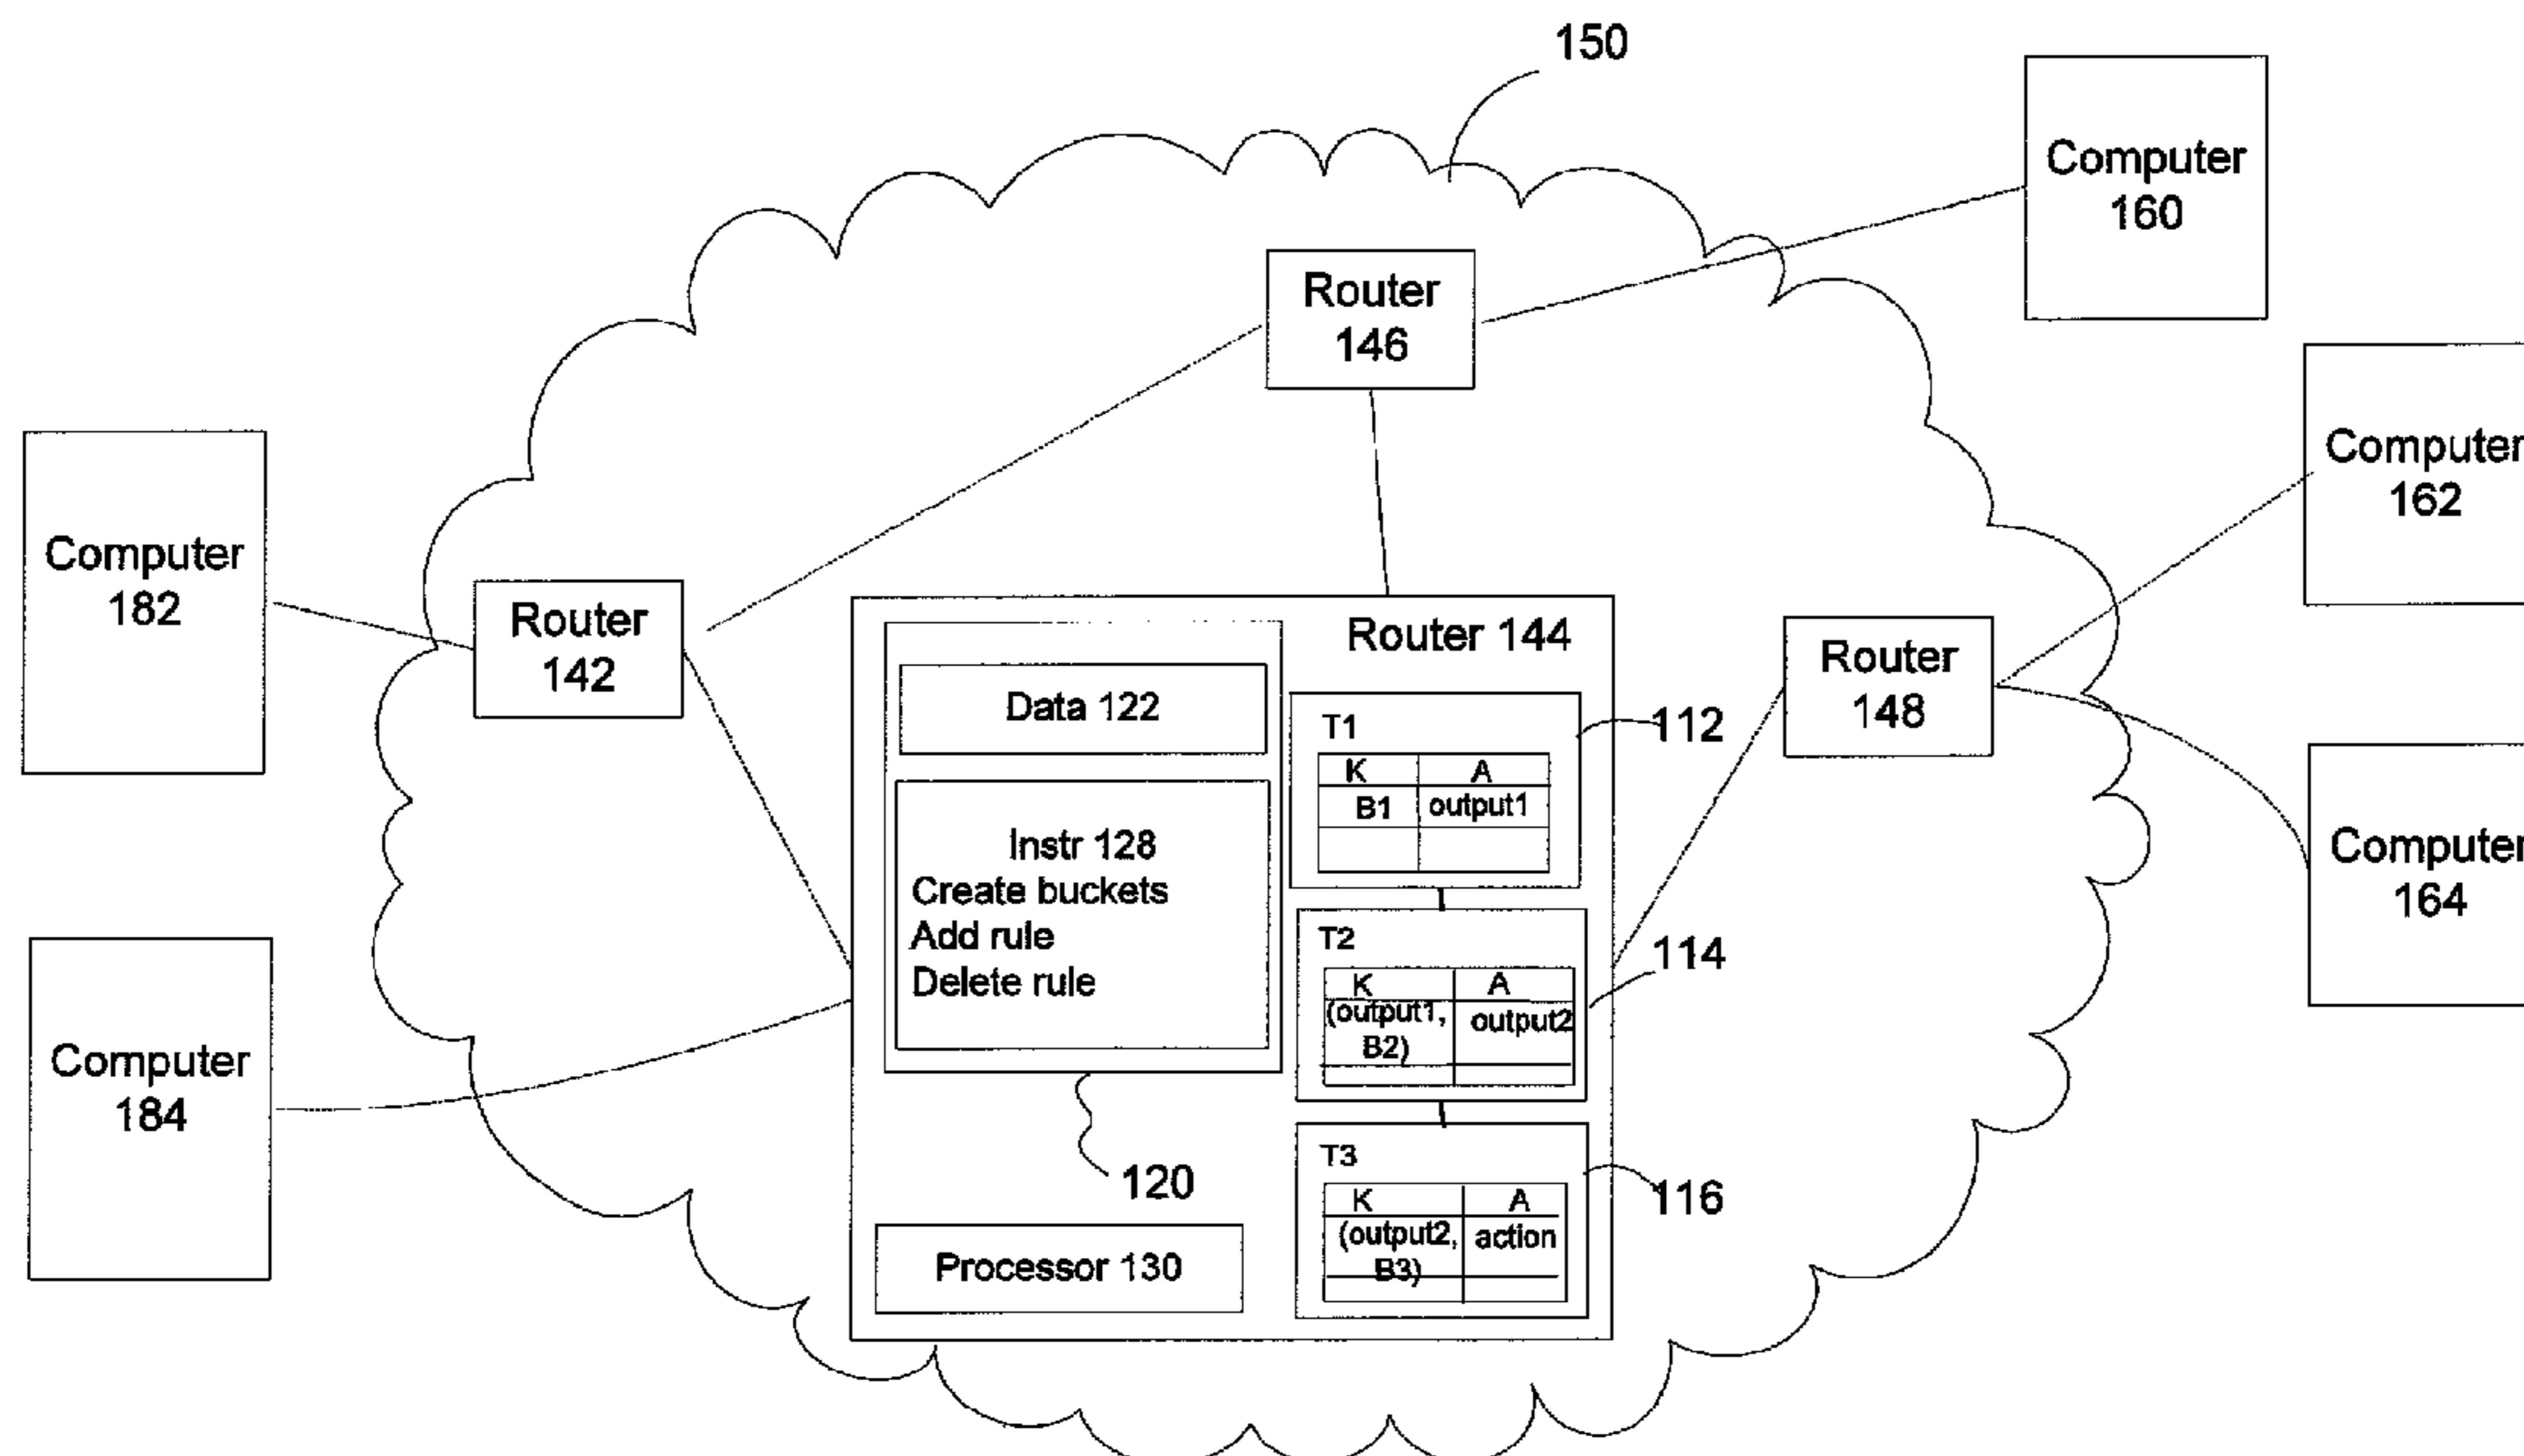 150
Computer
160
Router
146
Computer
162
Computer
182
Router
142
Router 144
Data 122
Instr 128
Create buckets
Add rule
Delete rule
120
Processor 130
T1
K A
B1 output1
112
T2
K A
(output1, output2
B2)
114
T3
K A
(output2, action
B3)
116
Router
148
Computer
164
Computer
184